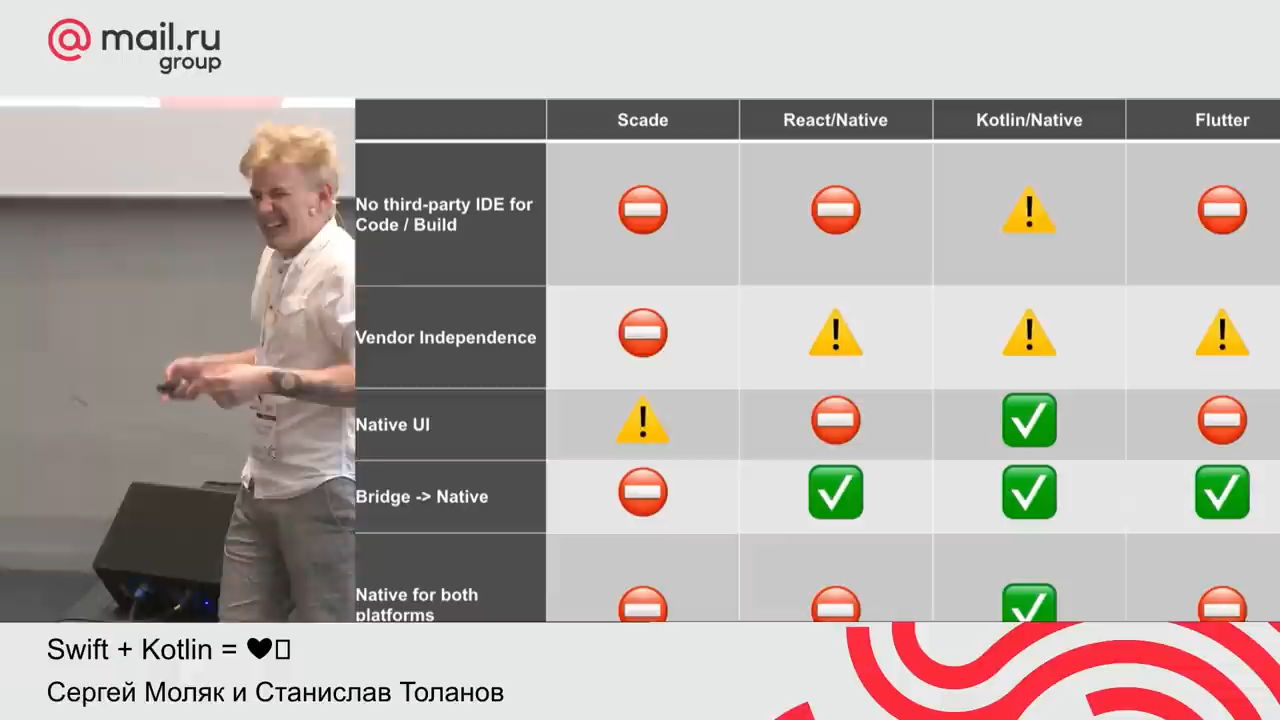 @ mail.ru
group
Scade
React/Native
Kotlin/Native
Flutter
No third-party IDE for
Code / Build
Vendor Independence
Native UI
Bridge -> Native
Native for both
platforms
Swift + Kotlin = 🖤▯
Сергей Моляк и Станислав Толанов